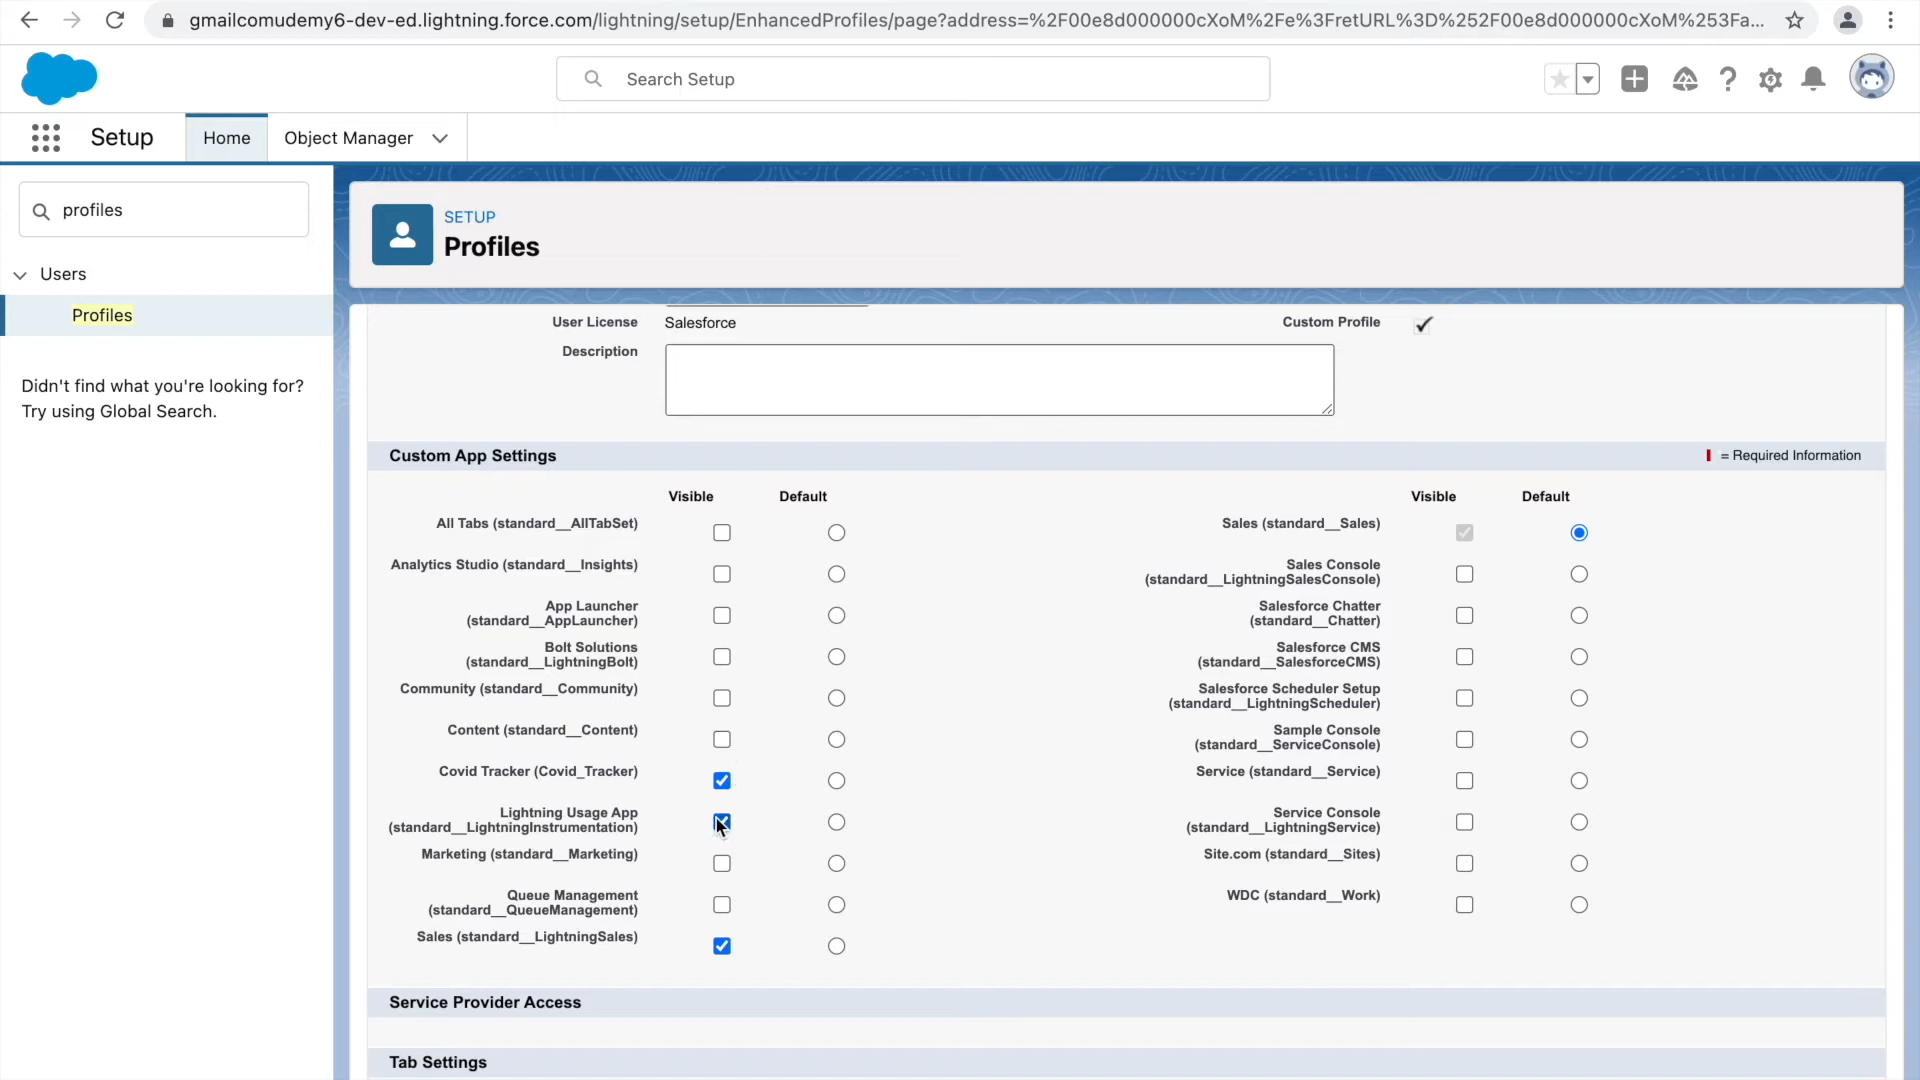 gmailcomudemy6-dev-ed.lightning.force.com/lightning/setup/EnhancedProfiles/page?address=%2F00e8d000000cXoM%2Fe%3FretURL%3D%252F00e8d000000cXoM%253Fa...
Search Setup
Setup
Home
Object Manager
profiles
Users
Profiles
Didn't find what you're looking for?
Try using Global Search.
SETUP
Profiles
User License
Salesforce
Custom Profile
Description
Custom App Settings
= Required Information
Visible
Default
Visible
Default
All Tabs (standard__AllTabSet)
Sales (standard__Sales)
Analytics Studio (standard__Insights)
Sales Console
(standard__LightningSalesConsole)
App Launcher
(standard__AppLauncher)
Salesforce Chatter
(standard__Chatter)
Bolt Solutions
(standard__LightningBolt)
Salesforce CMS
(standard__SalesforceCMS)
Community (standard__Community)
Salesforce Scheduler Setup
(standard__LightningScheduler)
Content (standard__Content)
Sample Console
(standard__ServiceConsole)
Covid Tracker (Covid_Tracker)
Service (standard__Service)
Lightning Usage App
(standard__LightningInstrumentation)
Service Console
(standard__LightningService)
Marketing (standard__Marketing)
Site.com (standard__Sites)
Queue Management
(standard__QueueManagement)
WDC (standard__Work)
Sales (standard__LightningSales)
Service Provider Access
Tab Settings